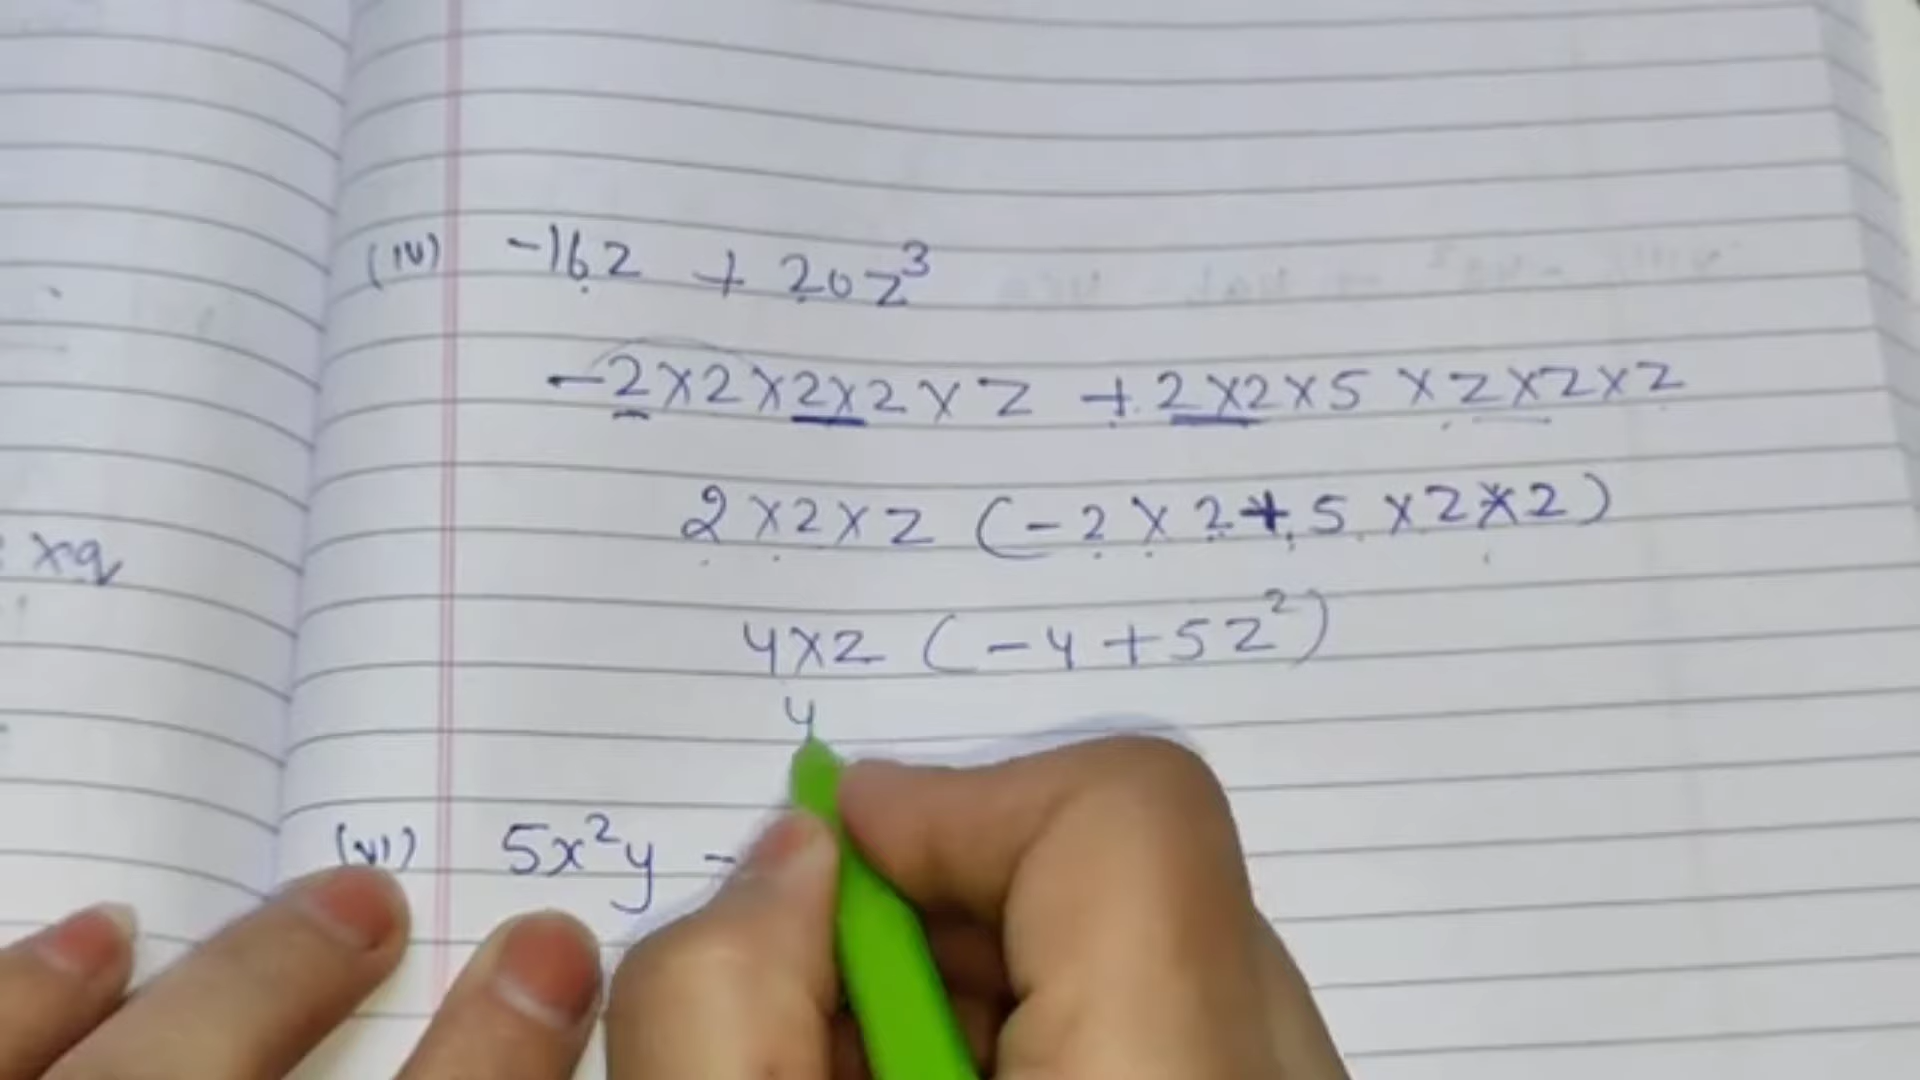 (iv) -16z + 20z³
-2×2×2×2×z + 2×2×5×z×z×z
2×2×z (-2×2+5×z×z)
4×z (-4+5z²)
4
(vi) 5x²y -
×q